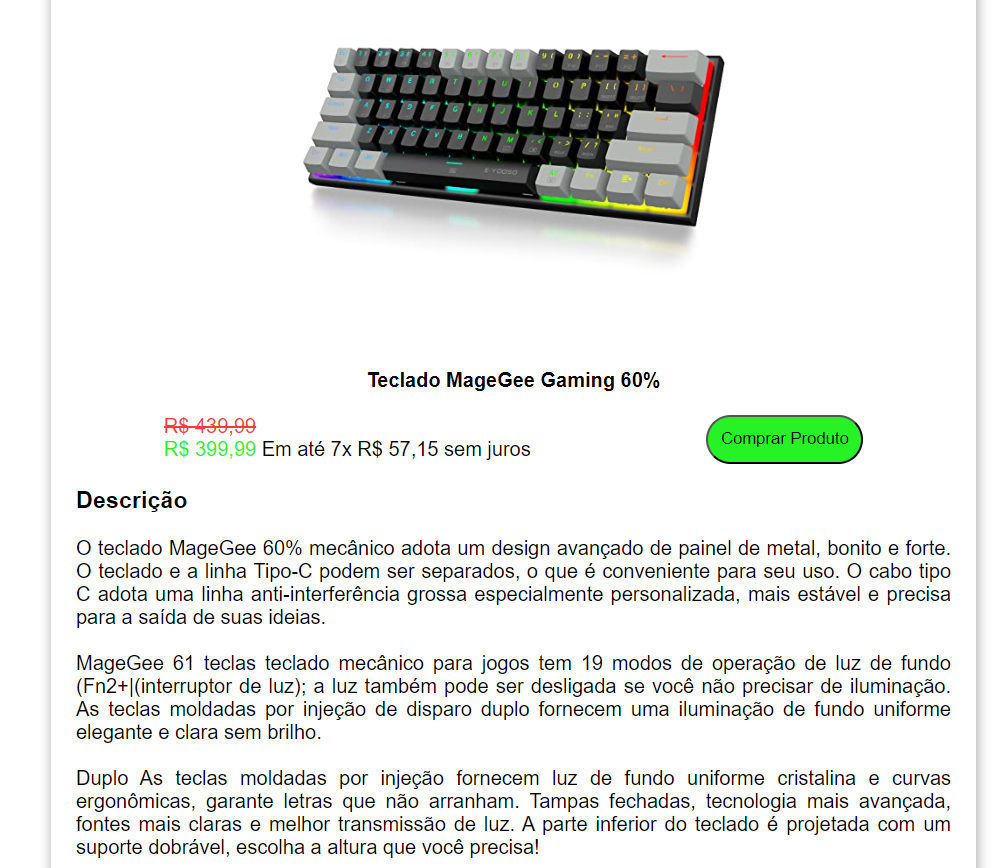 E-YOOSO
Teclado MageGee Gaming 60%
R$ 439,99
R$ 399,99 Em até 7x R$ 57,15 sem juros
Comprar Produto
Descrição
O teclado MageGee 60% mecânico adota um design avançado de painel de metal, bonito e forte.
O teclado e a linha Tipo-C podem ser separados, o que é conveniente para seu uso. O cabo tipo
C adota uma linha anti-interferência grossa especialmente personalizada, mais estável e precisa
para a saída de suas ideias.
MageGee 61 teclas teclado mecânico para jogos tem 19 modos de operação de luz de fundo
(Fn2+|(interruptor de luz); a luz também pode ser desligada se você não precisar de iluminação.
As teclas moldadas por injeção de disparo duplo fornecem uma iluminação de fundo uniforme
elegante e clara sem brilho.
Duplo As teclas moldadas por injeção fornecem luz de fundo uniforme cristalina e curvas
ergonômicas, garante letras que não arranham. Tampas fechadas, tecnologia mais avançada,
fontes mais claras e melhor transmissão de luz. A parte inferior do teclado é projetada com um
suporte dobrável, escolha a altura que você precisa!